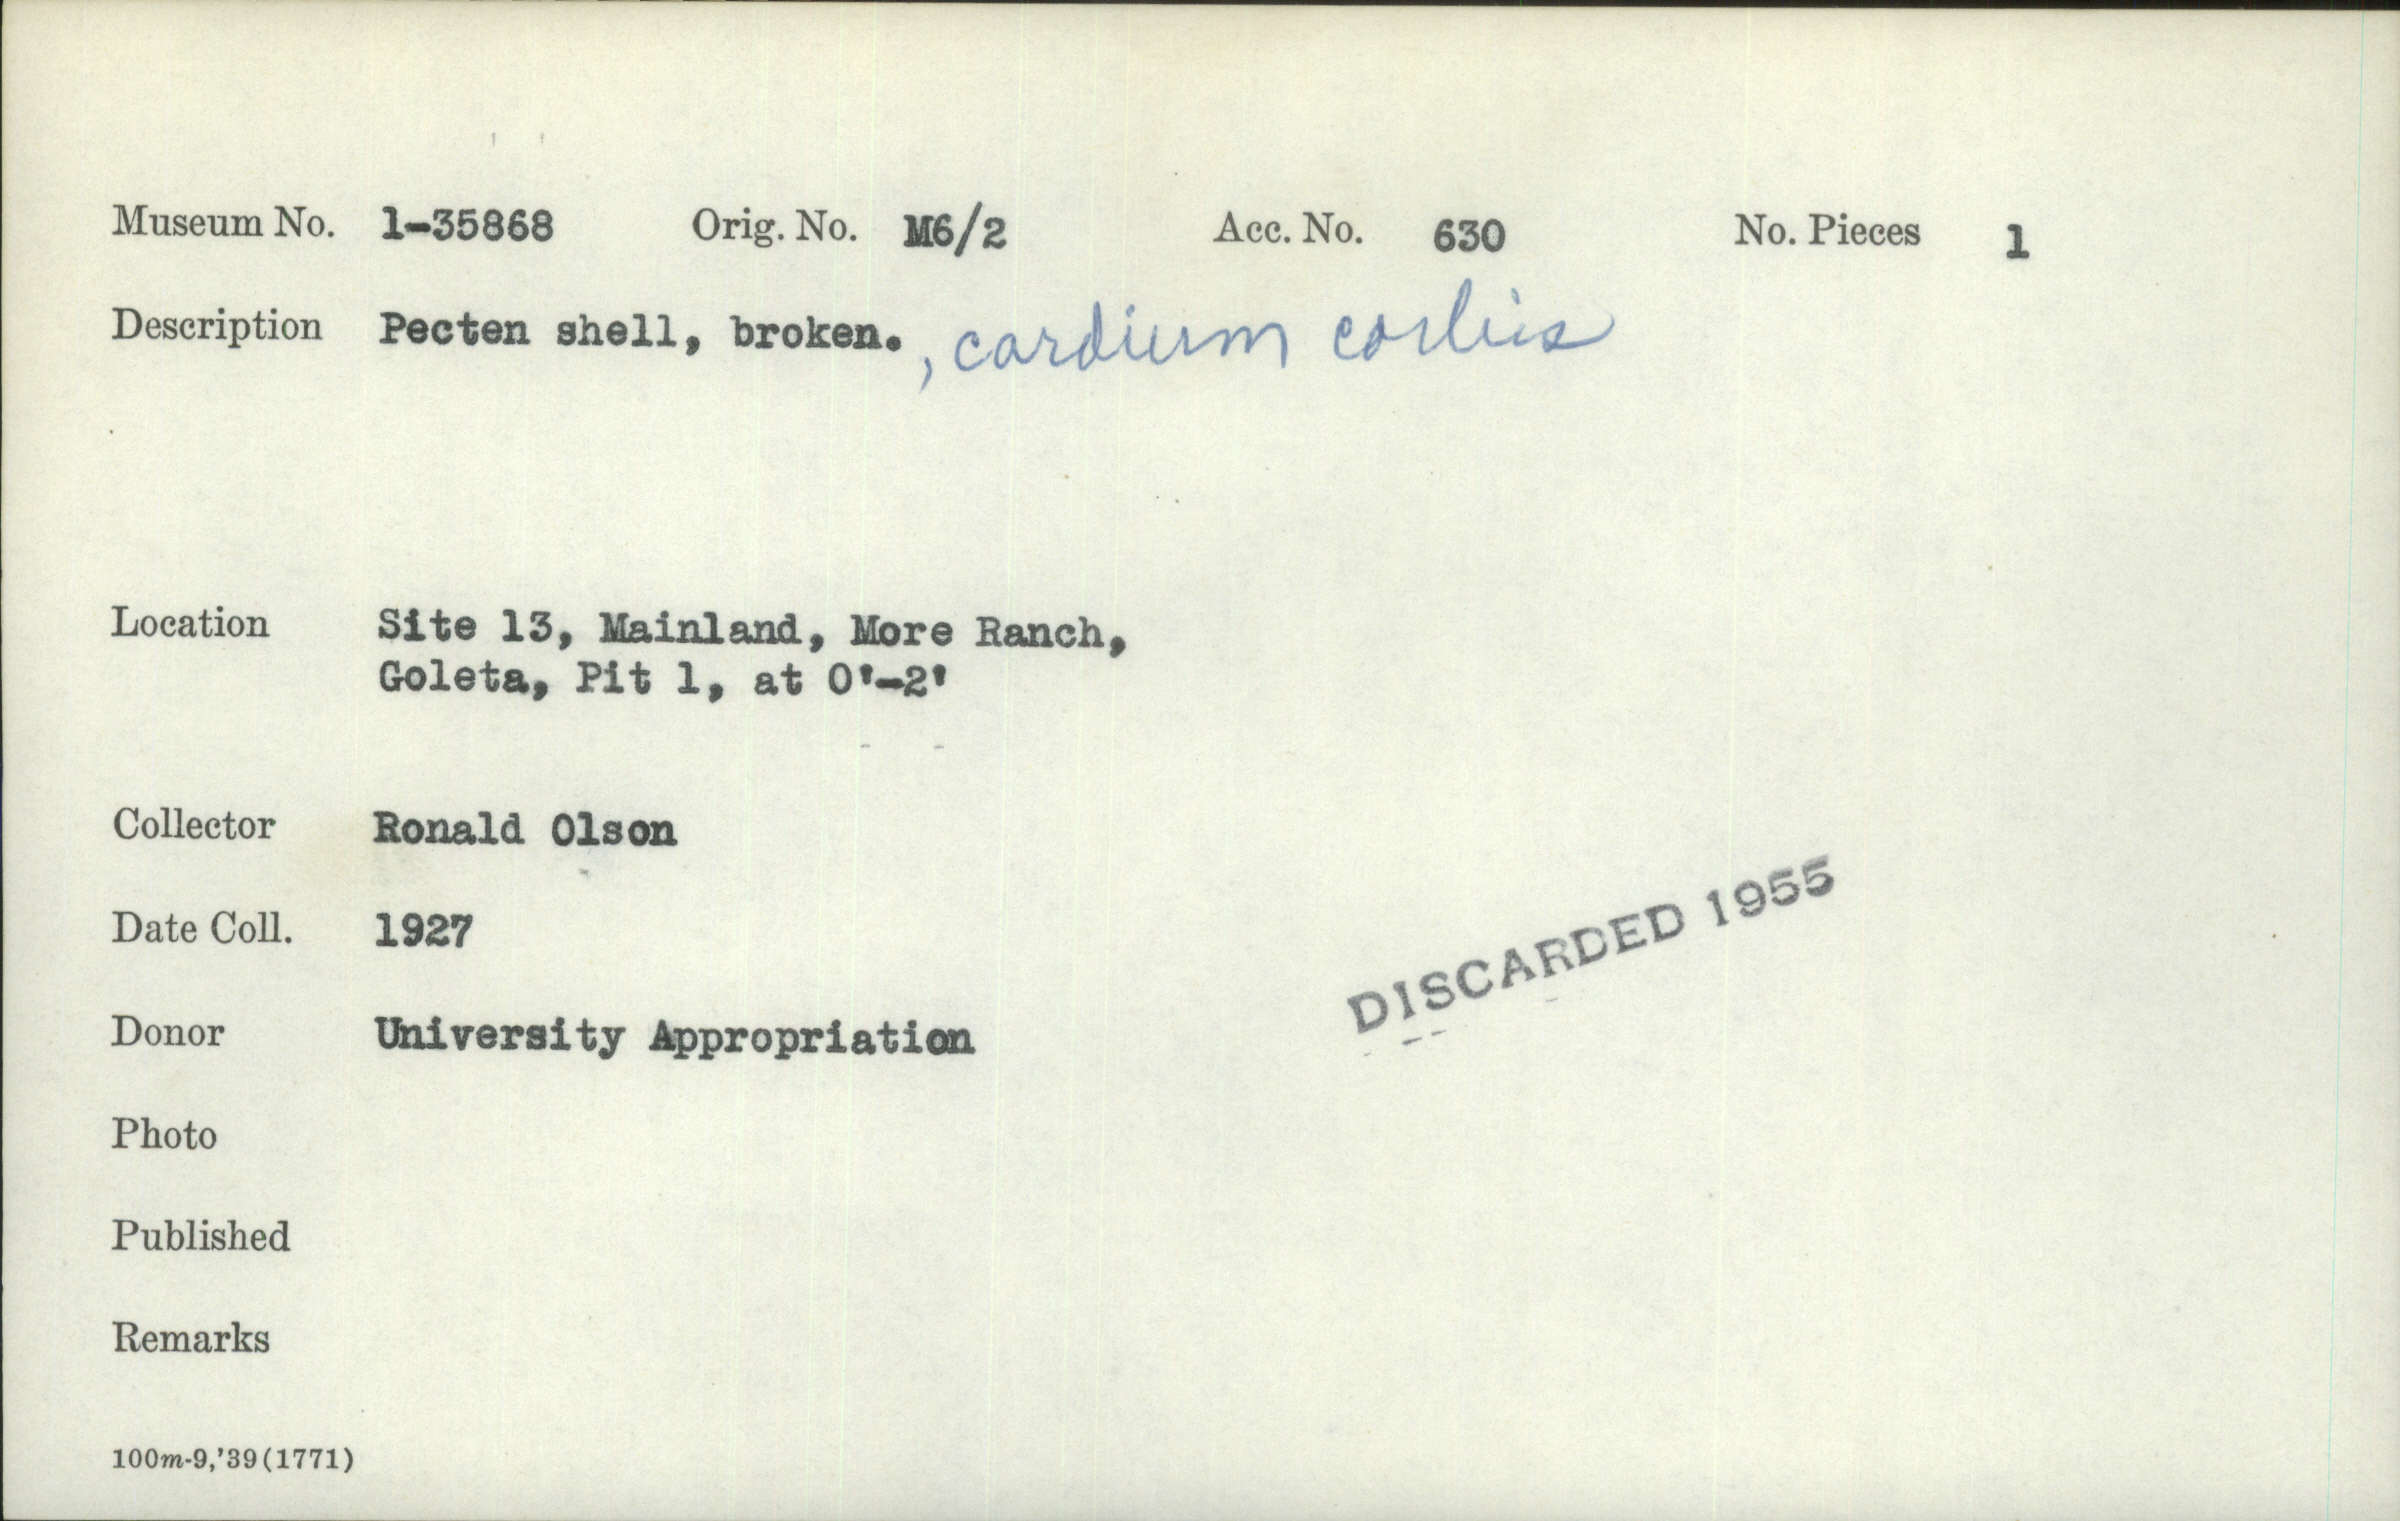 Museum No. 1-35868 Orig. No. M6/2 Acc. No. 630 No. Pieces 1
Description Pecten shell, broken. , cardium corbis
Location Site 13, Mainland, More Ranch,
Goleta, Pit 1, at 0'-2'
Collector Ronald Olson
Date Coll. 1927
DISCARDED 1955
Donor University Appropriation
Photo
Published
Remarks
100m-9,'39(1771)